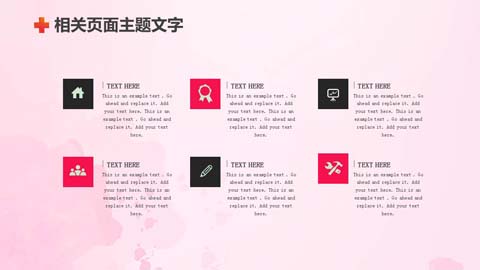 相关页面主题文字
TEXT HERE
This is an example text . Go
ahead and replace it. Add
your text here. This is an
example text . Go ahead and
replace it. Add your text
here.
TEXT HERE
This is an example text . Go
ahead and replace it. Add
your text here. This is an
example text . Go ahead and
replace it. Add your text
here.
TEXT HERE
This is an example text . Go
ahead and replace it. Add
your text here. This is an
example text . Go ahead and
replace it. Add your text
here.
TEXT HERE
This is an example text . Go
ahead and replace it. Add
your text here. This is an
example text . Go ahead and
replace it. Add your text
here.
TEXT HERE
This is an example text . Go
ahead and replace it. Add
your text here. This is an
example text . Go ahead and
replace it. Add your text
here.
TEXT HERE
This is an example text . Go
ahead and replace it. Add
your text here. This is an
example text . Go ahead and
replace it. Add your text
here.